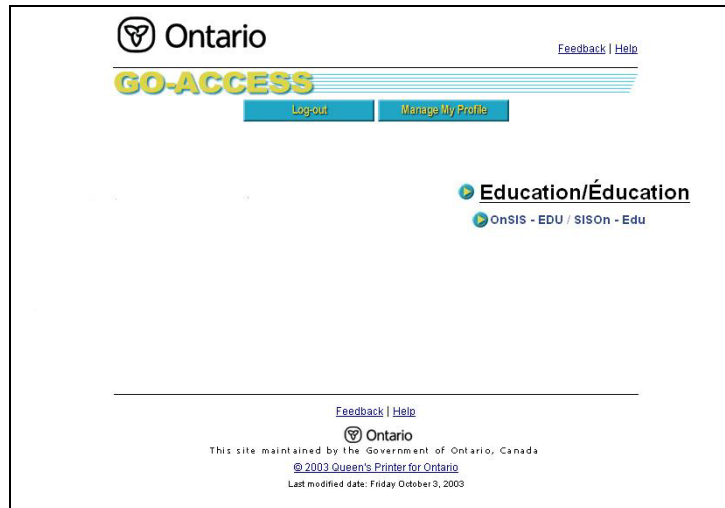 Ontario
Feedback | Help
GO-ACCESS
Log-out Manage My Profile
Education/Éducation
OnSIS - EDU / SISOn - Edu
Feedback | Help
Ontario
This site maintained by the Government of Ontario, Canada
© 2003 Queen's Printer for Ontario
Last modified date: Friday October 3, 2003